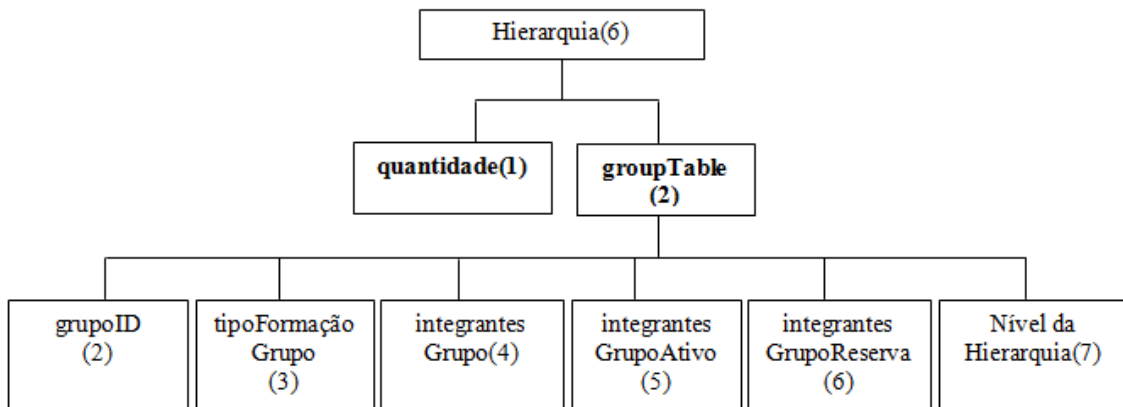 Hierarquia(6)
quantidade(1)
groupTable
(2)
grupoID
(2)
tipoFormação
Grupo
(3)
integrantes
Grupo(4)
integrantes
GrupoAtivo
(5)
integrantes
GrupoReserva
(6)
Nível da
Hierarquia(7)